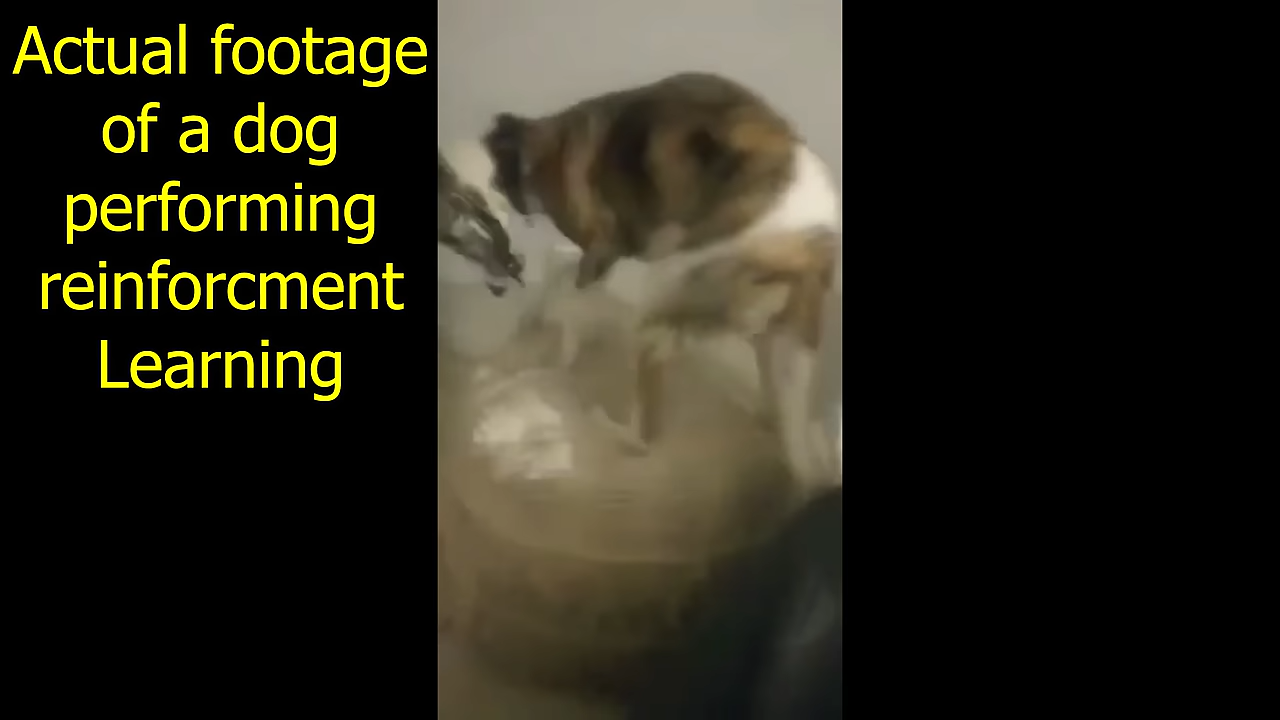 Actual footage
of a dog
performing
reinforcment
Learning